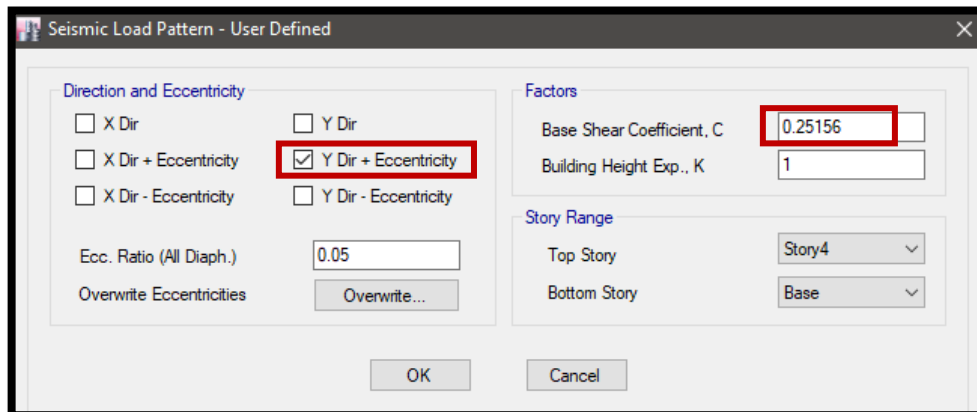 Seismic Load Pattern - User Defined
Direction and Eccentricity
X Dir
Y Dir
X Dir + Eccentricity
Y Dir + Eccentricity
X Dir - Eccentricity
Y Dir - Eccentricity
Ecc. Ratio (All Diaph.)
0.05
Overwrite Eccentricities
Overwrite...
Factors
Base Shear Coefficient, C
0.25156
Building Height Exp., K
1
Story Range
Top Story
Story4
Bottom Story
Base
OK
Cancel